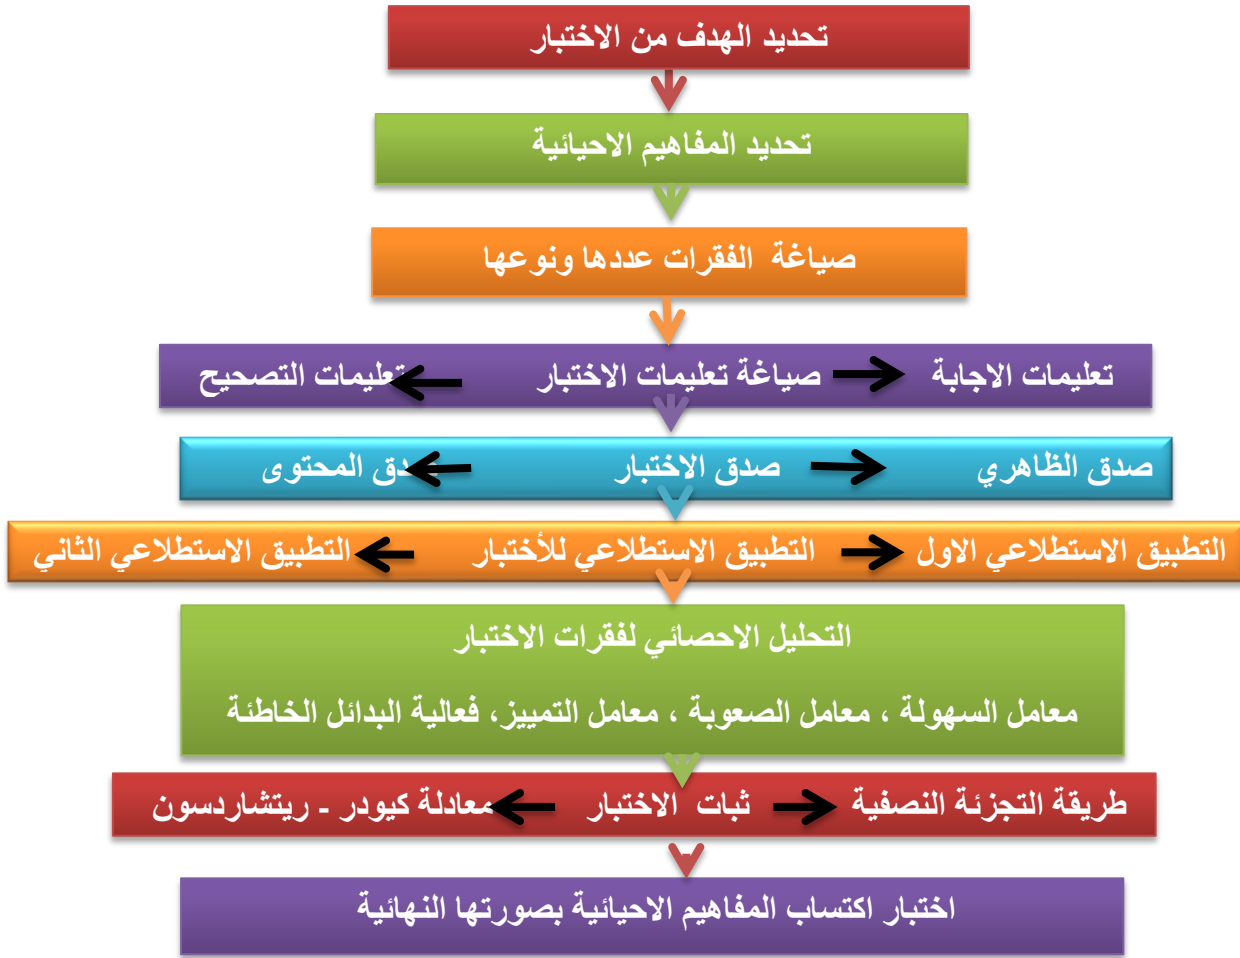 تحديد الهدف من الاختبار
تحديد المفاهيم الاحيائية
صياغة الفقرات عددها ونوعها
تعليمات الاجابة صياغة تعليمات الاختبار تعليمات التصحيح
صدق الظاهري صدق الاختبار صدق المحتوى
التطبيق الاستطلاعي الاول التطبيق الاستطلاعي للأختبار التطبيق الاستطلاعي الثاني
التحليل الاحصائي لفقرات الاختبار
معامل السهولة ، معامل الصعوبة ، معامل التمييز، فعالية البدائل الخاطئة
طريقة التجزئة النصفية ثبات الاختبار معادلة كيودر - ريتشاردسون
اختبار اكتساب المفاهيم الاحيائية بصورتها النهائية